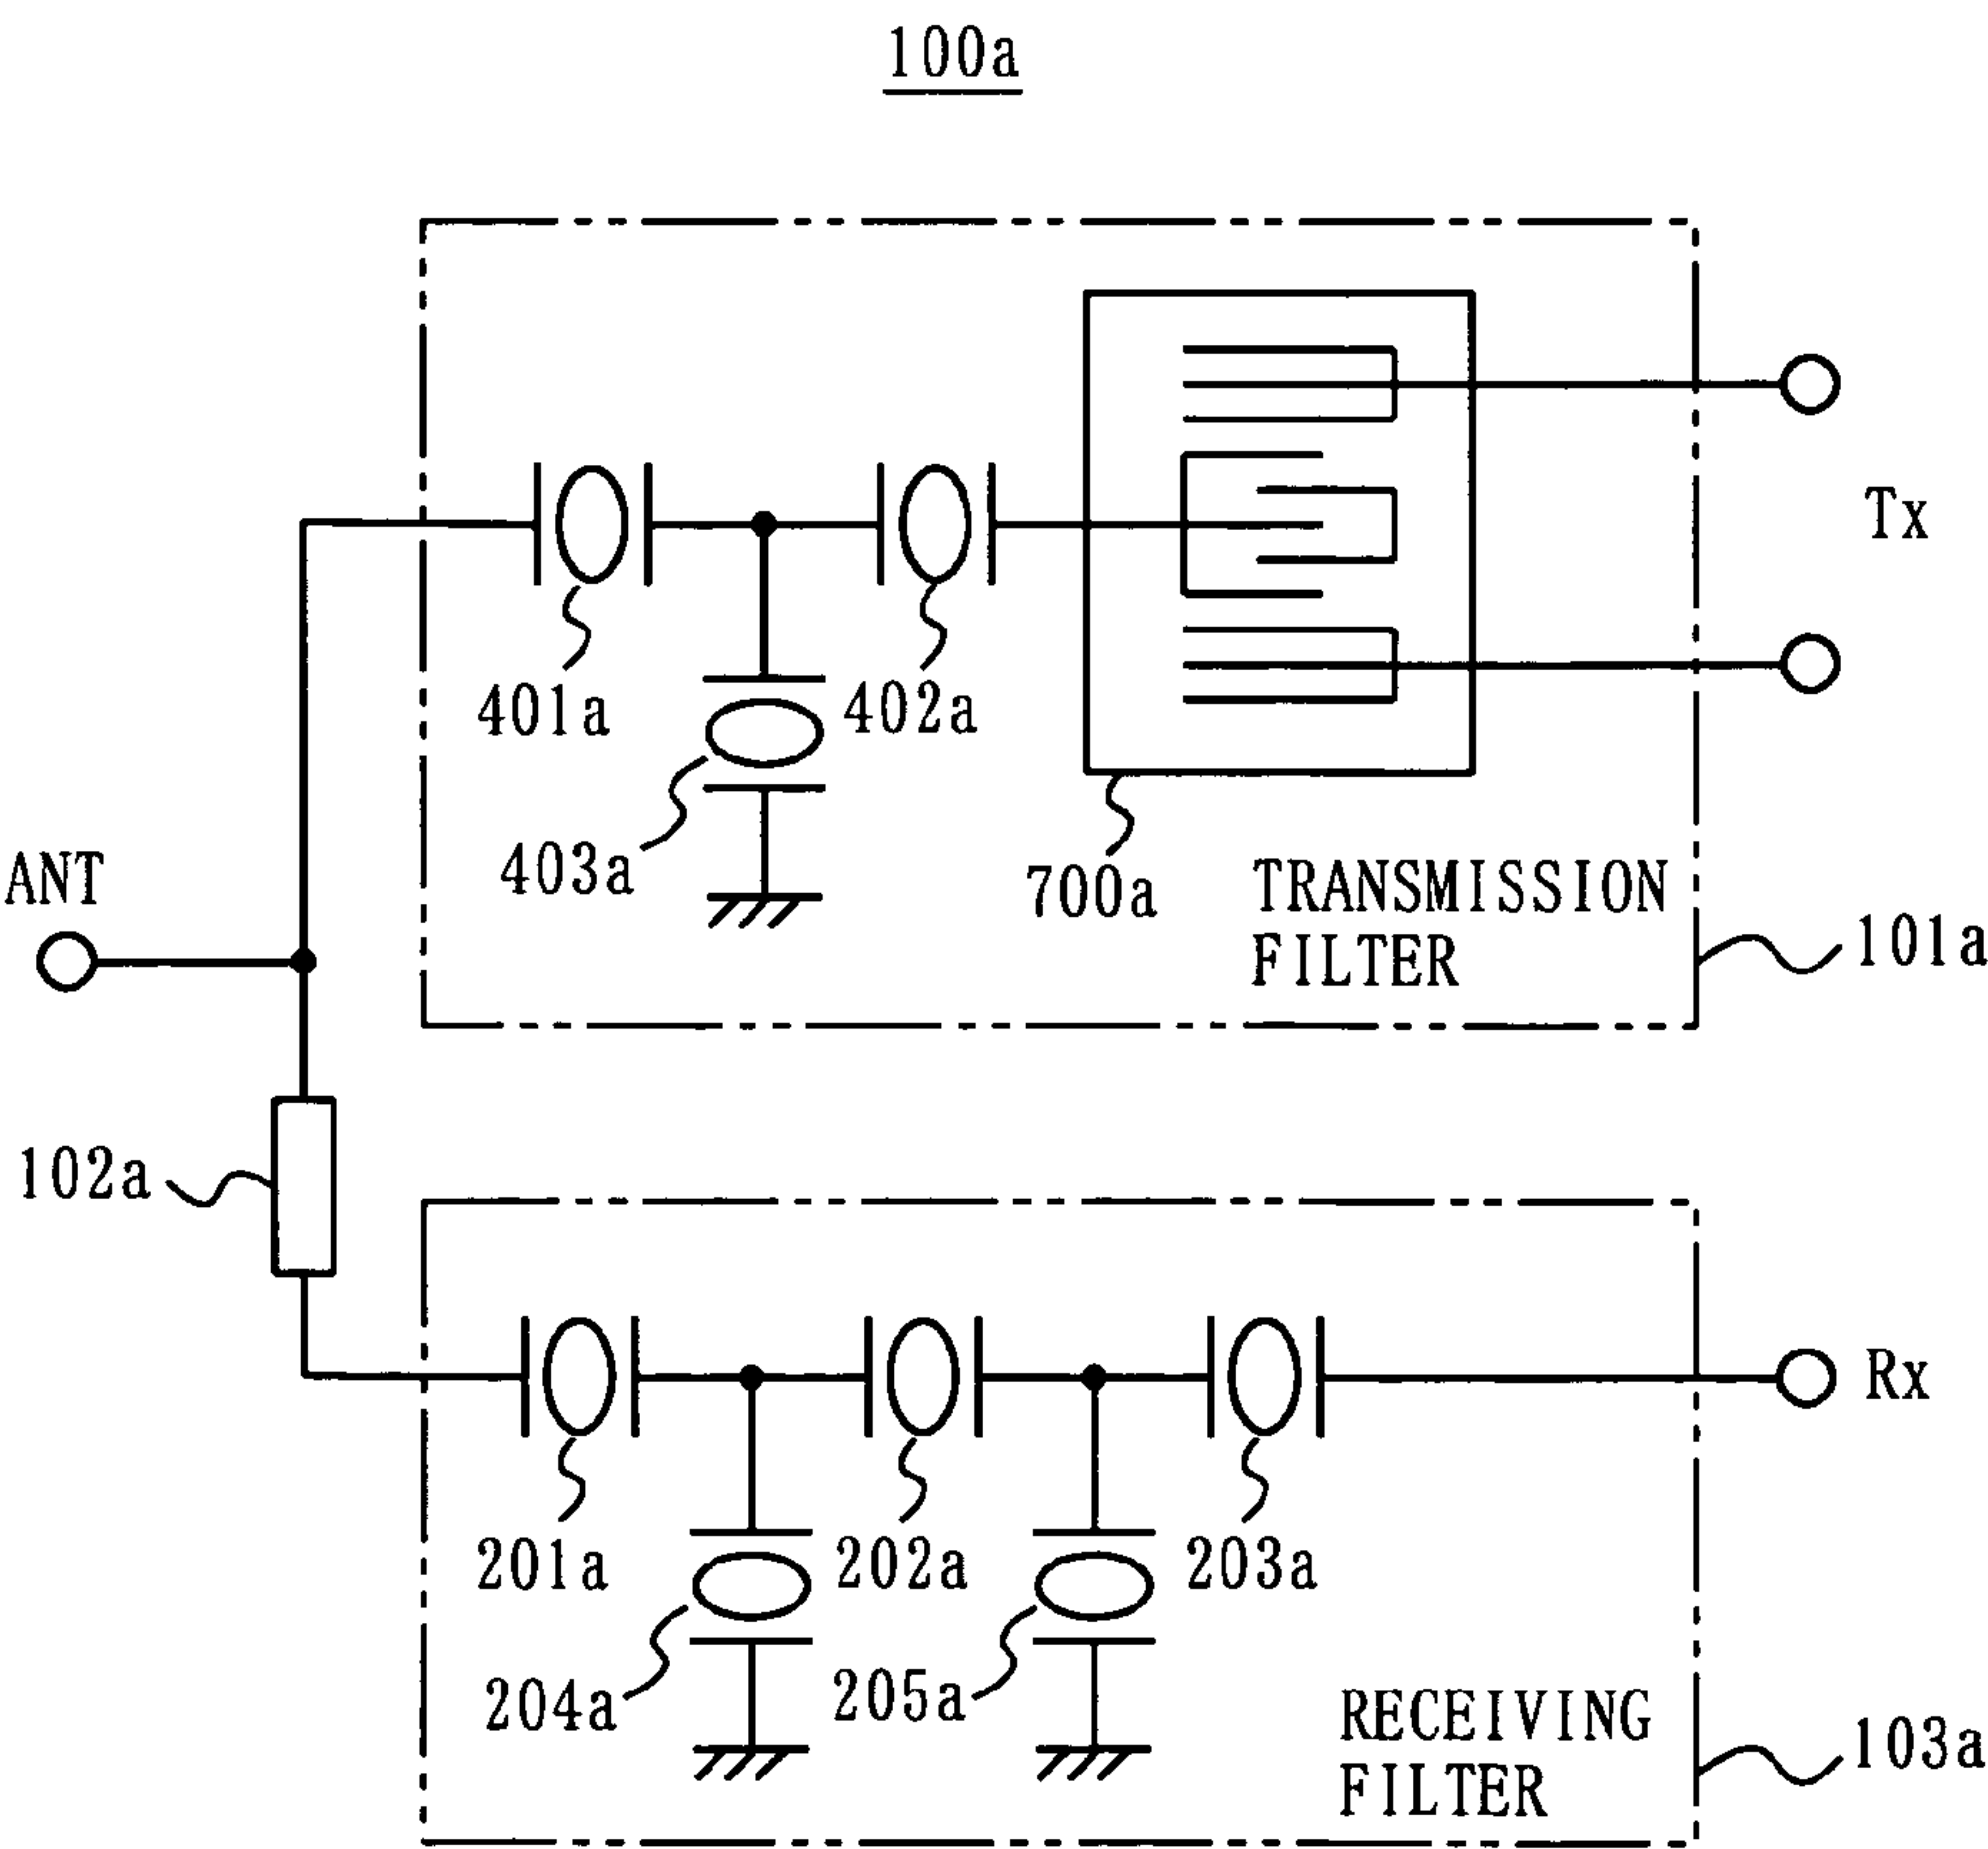 100a
Tx
401a
402a
403a
700a
ANT
TRANSMISSION
FILTER
101a
102a
Rx
201a
202a
203a
204a
205a
RECEIVING
FILTER
103a